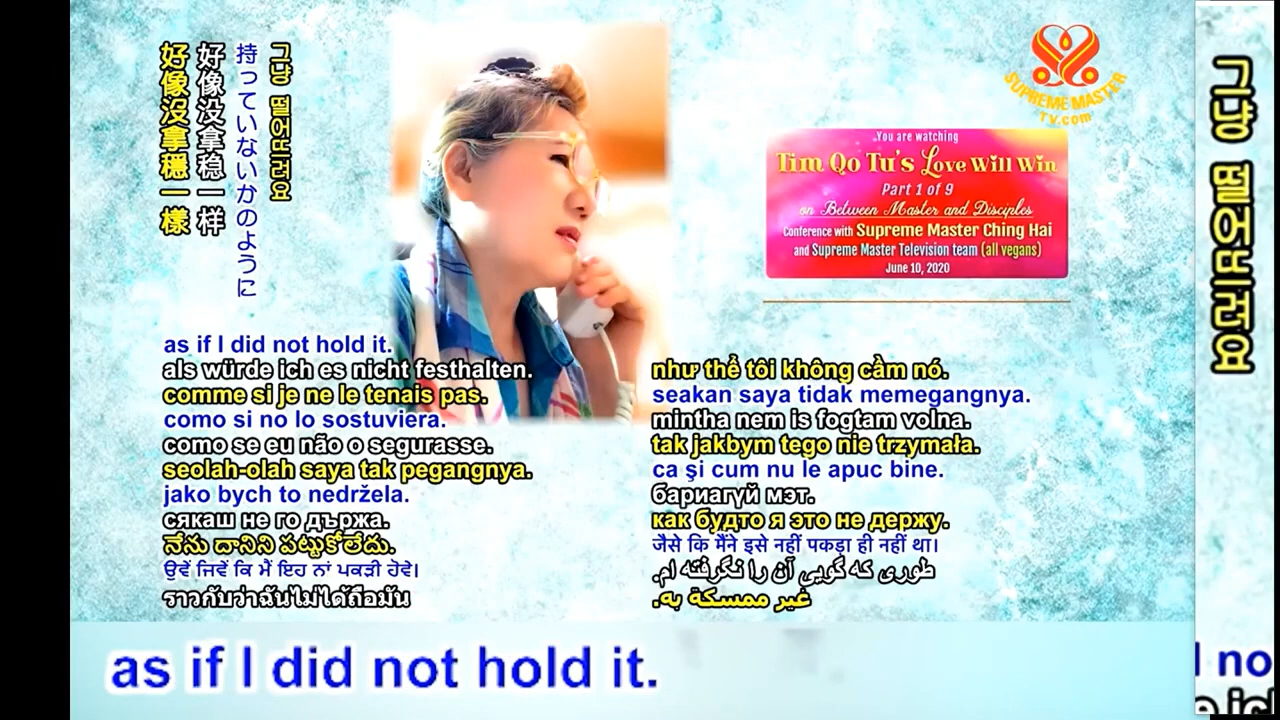 그냥 떨어뜨려요
持っていないかのように
好像没拿稳一样
好像沒拿穩一樣
SUPREME MASTER
TV.com
You are watching
Tim Qo Tu's Love Will Win
Part 1 of 9
on Between Master and Disciples
Conference with Supreme Master Ching Hai
and Supreme Master Television team (all vegans)
June 10, 2020
as if I did not hold it.
als würde ich es nicht festhalten.
comme si je ne le tenais pas.
como si no lo sostuviera.
como se eu não o segurasse.
seolah-olah saya tak pegangnya.
jako bych to nedržela.
сякаш не го държа.
నేను దానిని పట్టుకోలేదు.
ਉਵੇਂ ਜਿਵੇਂ ਕਿ ਮੈਂ ਇਹ ਨਾਂ ਪਕੜੀ ਹੋਵੇ।
ราวกับว่าฉันไม่ได้ถือมัน
như thể tôi không cầm nó.
seakan saya tidak memegangnya.
mintha nem is fogtam volna.
tak jakbym tego nie trzymała.
ca şi cum nu le apuc bine.
бариагүй мэт.
как будто я это не держу.
जैसे कि मैंने इसे नहीं पकड़ा ही नहीं था।
طوری که گویی آن را نگرفته ام.
غير ممسكة به.
as if I did not hold it.